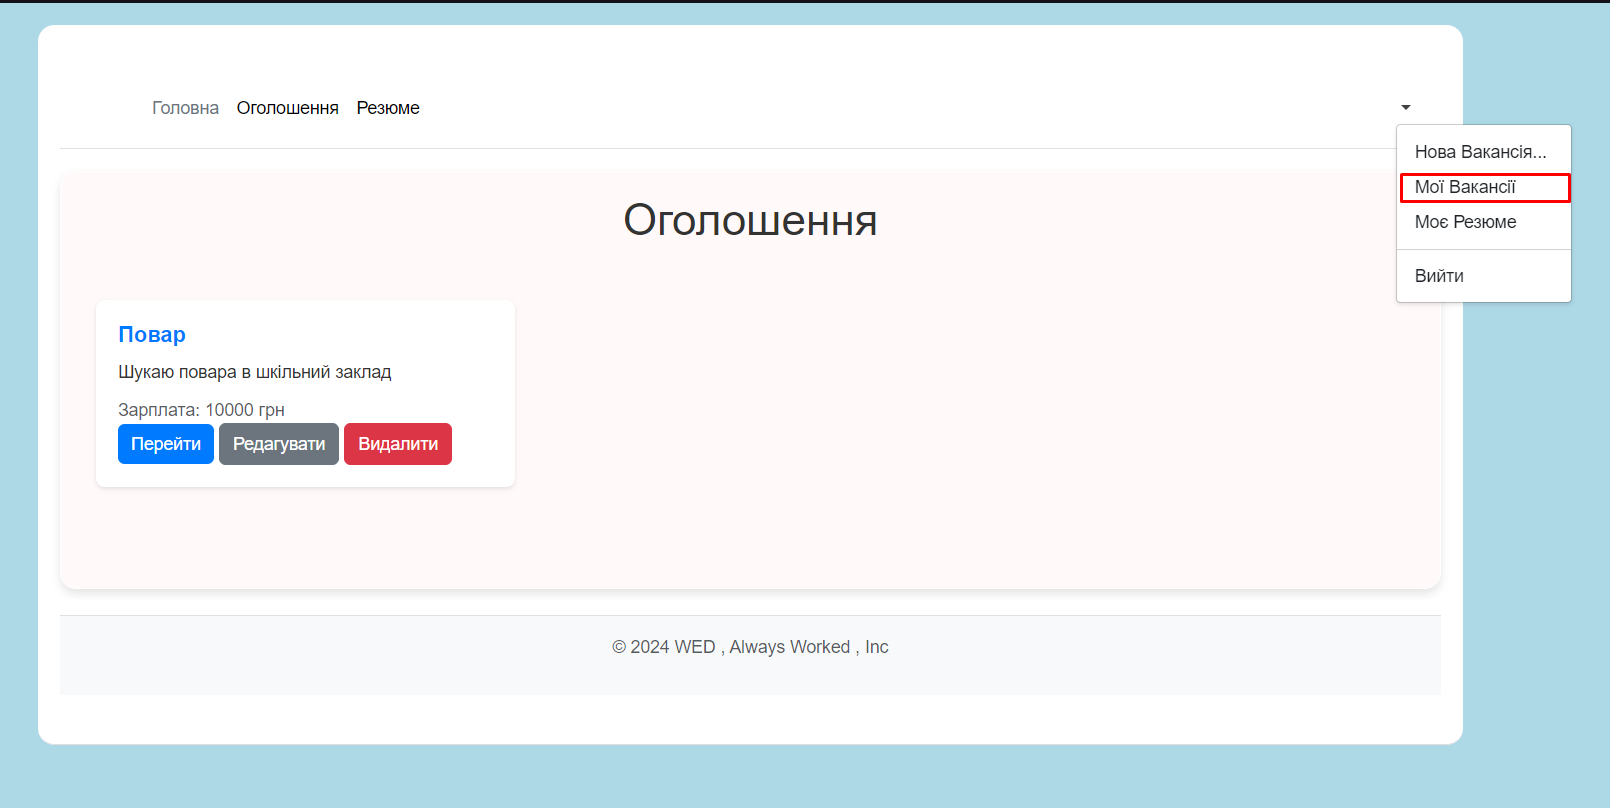 Головна Оголошення Резюме
Нова Вакансія...
Мої Вакансії
Моє Резюме
Вийти
Оголошення
Повар
Шукаю повара в шкільний заклад
Зарплата: 10000 грн
Перейти Редагувати Видалити
© 2024 WED , Always Worked , Inc